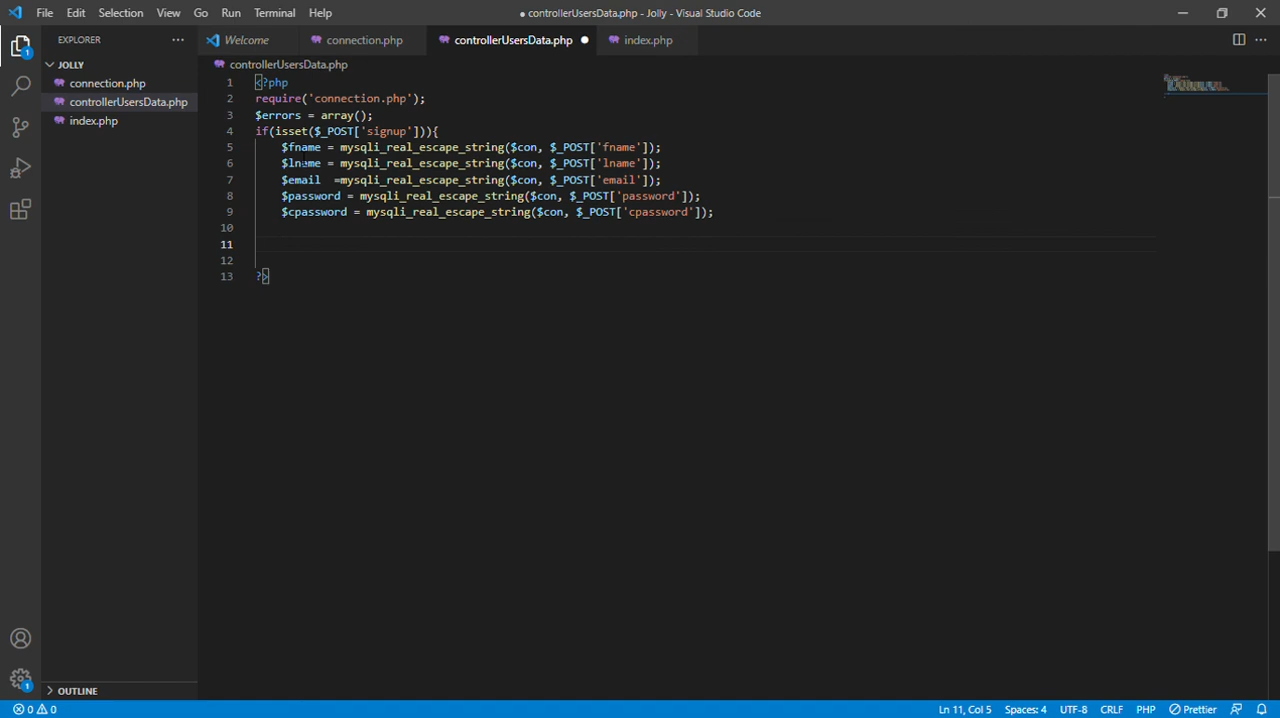 File Edit Selection View Go Run Terminal Help
● controllerUsersData.php - Jolly - Visual Studio Code
EXPLORER
Welcome connection.php controllerUsersData.php index.php
JOLLY
controllerUsersData.php
connection.php
controllerUsersData.php
index.php
1 <?php
2 require('connection.php');
3 $errors = array();
4 if(isset($_POST['signup'])){
5 $fname = mysqli_real_escape_string($con, $_POST['fname']);
6 $lname = mysqli_real_escape_string($con, $_POST['lname']);
7 $email  =mysqli_real_escape_string($con, $_POST['email']);
8 $password = mysqli_real_escape_string($con, $_POST['password']);
9 $cpassword = mysqli_real_escape_string($con, $_POST['cpassword']);
10
11
12
13 ?>
1
1
OUTLINE
0 0
Ln 11, Col 5 Spaces: 4 UTF-8 CRLF PHP Prettier